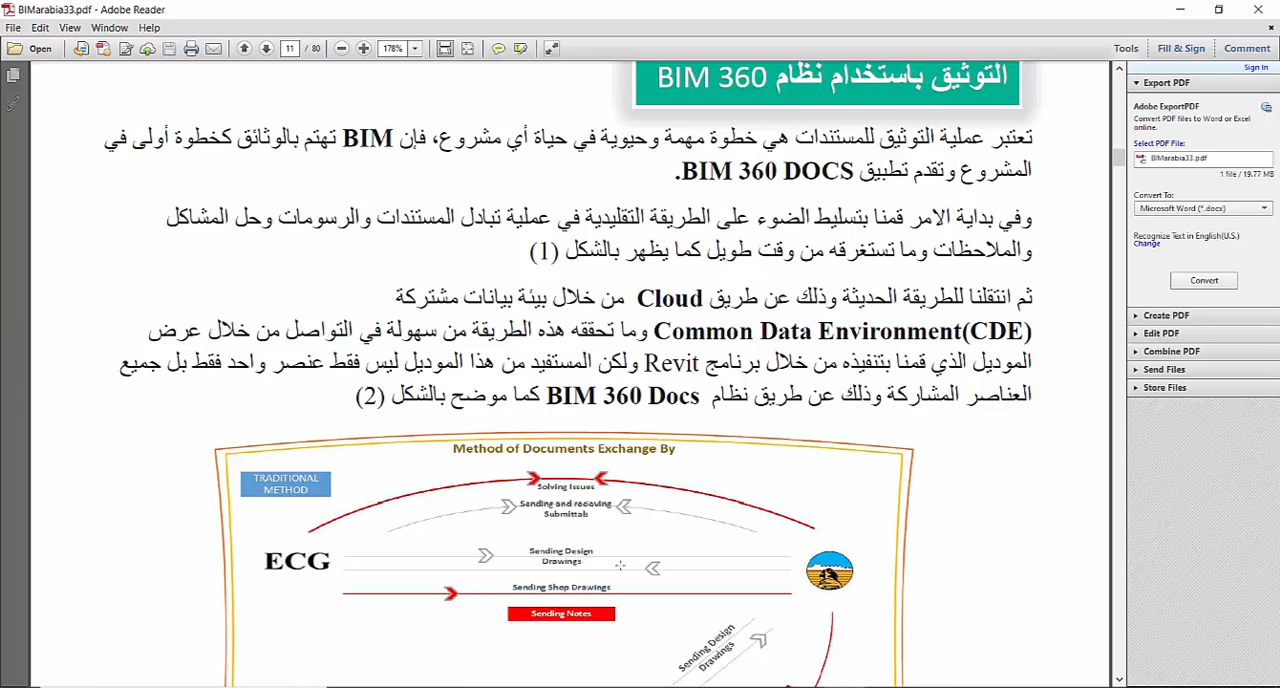 BIMarabia33.pdf - Adobe Reader
File Edit View Window Help
Open 11 / 80 178% Tools Fill & Sign Comment
Sign In
Export PDF
Adobe ExportPDF
Convert PDF files to Word or Excel online.
Select PDF File:
BIMarabia33.pdf
1 file / 19.77 MB
Convert To:
Microsoft Word (*.docx)
Recognize Text in English(U.S.)
Change
Convert
Create PDF
Edit PDF
Combine PDF
Send Files
Store Files
التوثيق باستخدام نظام BIM 360
تعتبر عملية التوثيق للمستندات هي خطوة مهمة وحيوية في حياة أي مشروع، فإن BIM تهتم بالوثائق كخطوة أولى في
المشروع وتقدم تطبيق BIM 360 DOCS.
وفي بداية الامر قمنا بتسليط الضوء على الطريقة التقليدية في عملية تبادل المستندات والرسومات وحل المشاكل
والملاحظات وما تستغرقه من وقت طويل كما يظهر بالشكل (1)
ثم انتقلنا للطريقة الحديثة وذلك عن طريق Cloud من خلال بيئة بيانات مشتركة
Common Data Environment(CDE) وما تحققه هذه الطريقة من سهولة في التواصل من خلال عرض
الموديل الذي قمنا بتنفيذه من خلال برنامج Revit ولكن المستفيد من هذا الموديل ليس فقط عنصر واحد فقط بل جميع
العناصر المشاركة وذلك عن طريق نظام BIM 360 Docs كما موضح بالشكل (2)
Method of Documents Exchange By
TRADITIONAL
METHOD
Solving Issues
Sending and recieving
Submittals
ECG
Sending Design
Drawings
Sending Shop Drawings
Sending Notes
Sending Design
Drawings